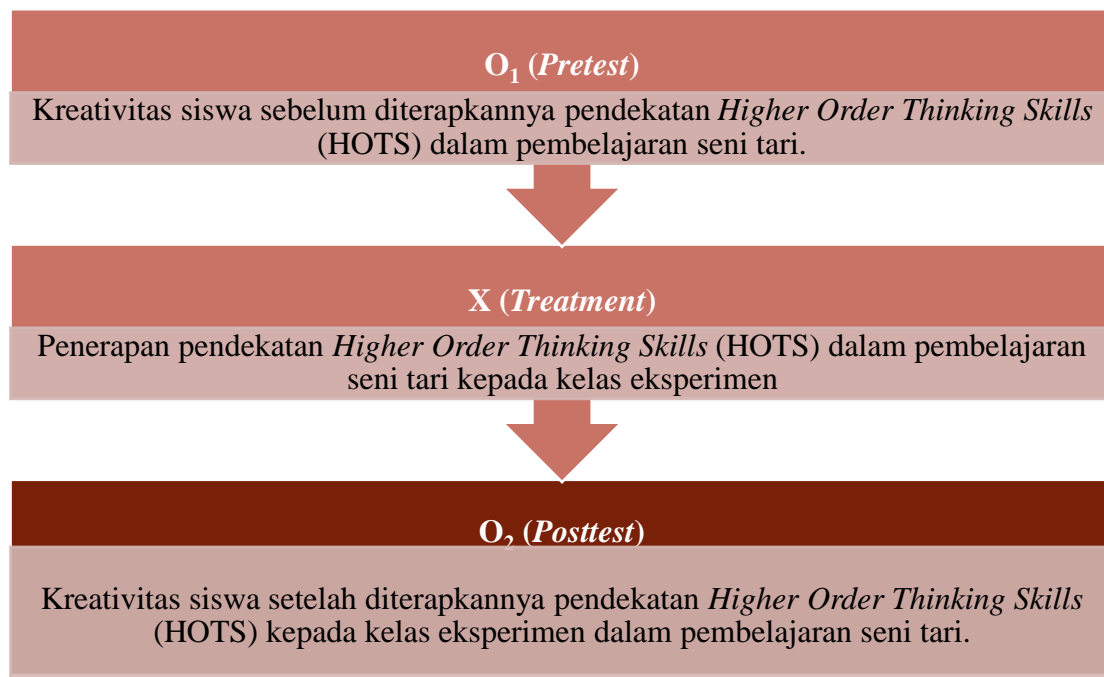 O₁ (Pretest)
Kreativitas siswa sebelum diterapkannya pendekatan Higher Order Thinking Skills
(HOTS) dalam pembelajaran seni tari.
X (Treatment)
Penerapan pendekatan Higher Order Thinking Skills (HOTS) dalam pembelajaran
seni tari kepada kelas eksperimen
O₂ (Posttest)
Kreativitas siswa setelah diterapkannya pendekatan Higher Order Thinking Skills
(HOTS) kepada kelas eksperimen dalam pembelajaran seni tari.